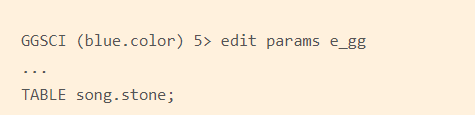 GGSCI (blue.color) 5> edit params e_gg
...
TABLE song.stone;